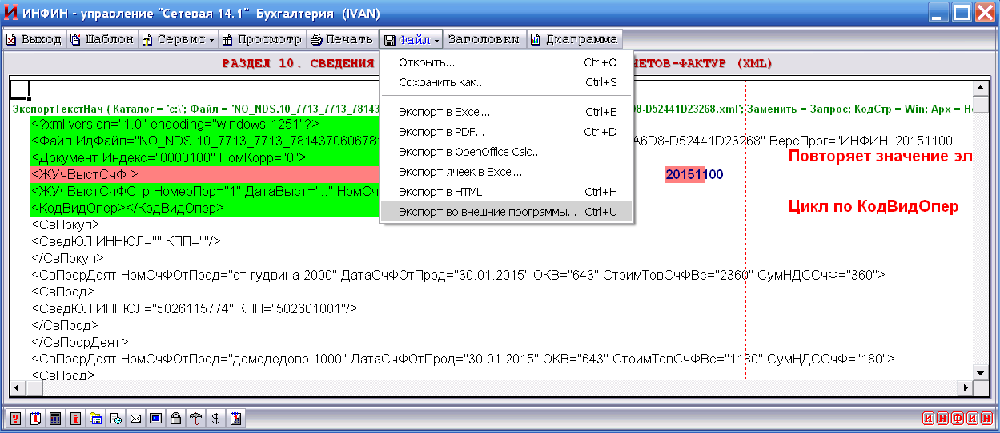 ИНФИН - управление "Сетевая 14.1" Бухгалтерия (IVAN)
Выход Шаблон Сервис Просмотр Печать Файл Заголовки Диаграмма
РАЗДЕЛ 10. СВЕДЕНИЯ ЧЕТОВ-ФАКТУР (XML)
Открыть... Ctrl+O
Сохранить как... Ctrl+S
Экспорт в Excel... Ctrl+E
Экспорт в PDF... Ctrl+D
Экспорт в OpenOffice Calc...
Экспорт ячеек в Excel...
Экспорт в HTML Ctrl+H
Экспорт во внешние программы... Ctrl+U
ЭкспортТекстНач ( Каталог = 'c:\'; Файл = 'NO_NDS.10_7713_7713_78143 D8-D52441D23268.xml'; Заменить = Запрос; КодСтр = Win; Арх = Не
<?xml version="1.0" encoding="windows-1251"?>
<Файл ИдФайл="NO_NDS.10_7713_7713_781437060678 A6D8-D52441D23268" ВерсПрог="ИНФИН 20151100
<Документ Индекс="0000100" НомКорр="0"> Повторяет значение эл
<ЖУчВыстСчФ > 20151100
<ЖУчВыстСчФСтр НомерПор="1" ДатаВыст=".." НомСч
<КодВидОпер></КодВидОпер> Цикл по КодВидОпер
<СвПокуп>
<СведЮЛ ИННЮЛ="" КПП=""/>
</СвПокуп>
<СвПосрДеят НомСчФОтПрод="от гудвина 2000" ДатаСчФОтПрод="30.01.2015" ОКВ="643" СтоимТовСчФВс="2360" СумНДССчФ="360">
<СвПрод>
<СведЮЛ ИННЮЛ="5026115774" КПП="502601001"/>
</СвПрод>
</СвПосрДеят>
<СвПосрДеят НомСчФОтПрод="домодедово 1000" ДатаСчФОтПрод="30.01.2015" ОКВ="643" СтоимТовСчФВс="1180" СумНДССчФ="180">
<СвПрод>
ИНФИН